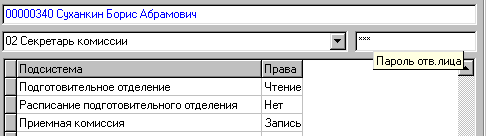 00000340 Суханкин Борис Абрамович
02 Секретарь комиссии ***
Пароль отв.лица
Подсистема Права
Подготовительное отделение Чтение
Расписание подготовительного отделения Нет
Приемная комиссия Запись